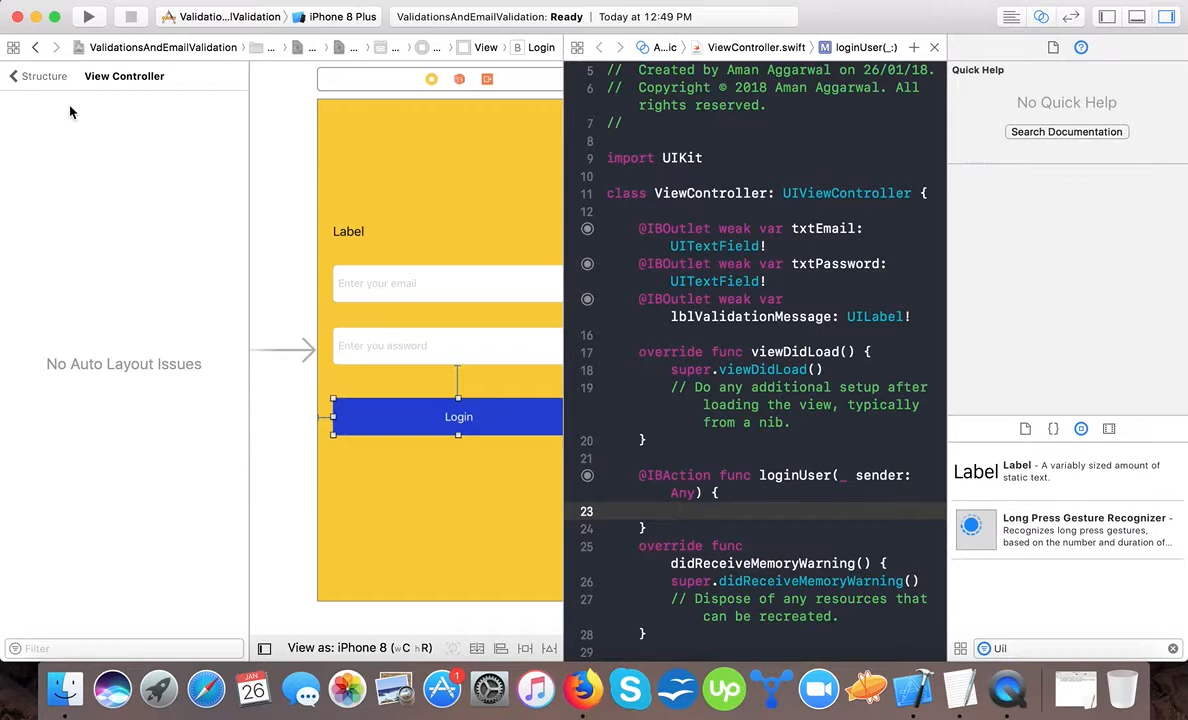 Validatio...lValidation
iPhone 8 Plus
ValidationsAndEmailValidation: Ready
Today at 12:49 PM
ValidationsAndEmailValidation
...
...
...
...
View
B
Login
A...ic
ViewController.swift
M
loginUser(_:)
Structure
View Controller
No Auto Layout Issues
Filter
Label
Enter your email
Enter you assword
Login
View as: iPhone 8 (wC hR)
5 // Created by Aman Aggarwal on 26/01/18.
6 // Copyright © 2018 Aman Aggarwal. All
rights reserved.
7 //
8
9 import UIKit
10
11 class ViewController: UIViewController {
12
@IBOutlet weak var txtEmail:
UITextField!
@IBOutlet weak var txtPassword:
UITextField!
@IBOutlet weak var
lblValidationMessage: UILabel!
16
17 override func viewDidLoad() {
18 super.viewDidLoad()
19 // Do any additional setup after
loading the view, typically
from a nib.
20 }
21
@IBAction func loginUser(_ sender:
Any) {
23
24 }
25 override func
didReceiveMemoryWarning() {
26 super.didReceiveMemoryWarning()
27 // Dispose of any resources that
can be recreated.
28 }
29
Quick Help
No Quick Help
Search Documentation
{}
Label
Label - A variably sized amount of
static text.
Long Press Gesture Recognizer -
Recognizes long press gestures,
based on the number and duration of...
Uil
JAN
26
1
S
Up